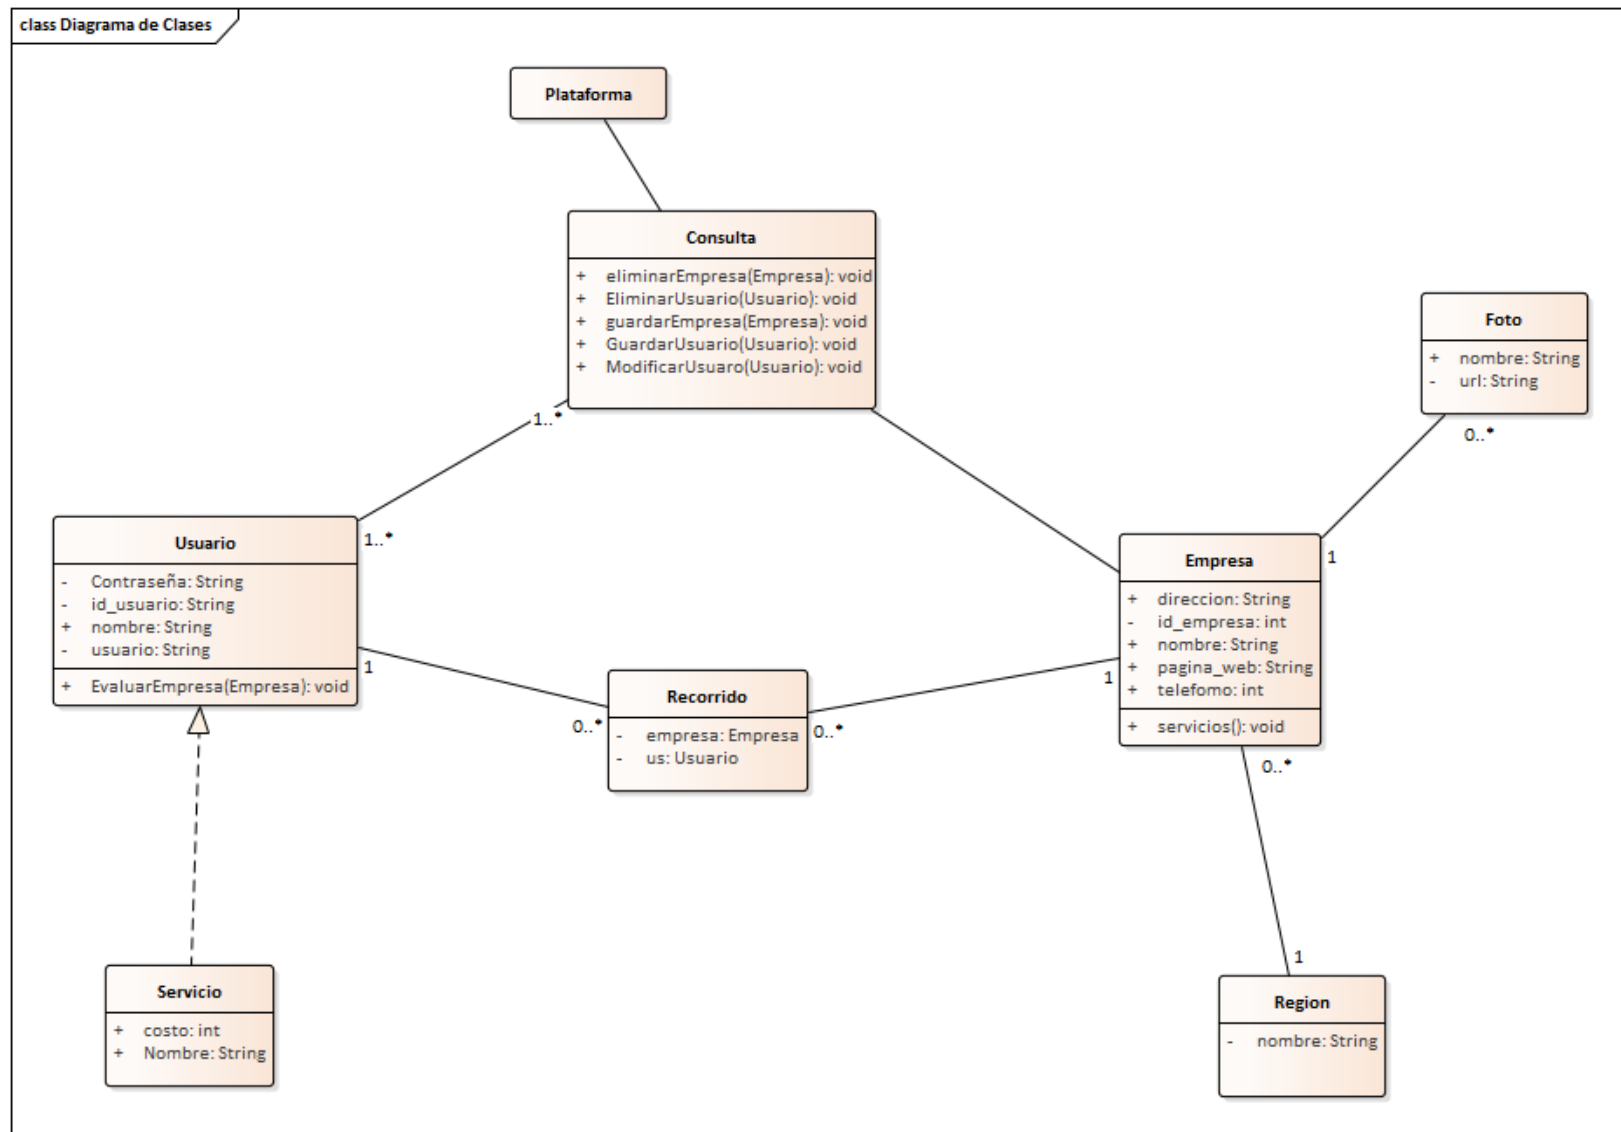 class Diagrama de Clases
Plataforma
Consulta
+ eliminarEmpresa(Empresa): void
+ EliminarUsuario(Usuario): void
+ guardarEmpresa(Empresa): void
+ GuardarUsuario(Usuario): void
+ ModificarUsuaro(Usuario): void
Foto
+ nombre: String
- url: String
0..*
1..*
1..*
Usuario
- Contraseña: String
- id_usuario: String
+ nombre: String
- usuario: String
+ EvaluarEmpresa(Empresa): void
1
Empresa
+ direccion: String
- id_empresa: int
+ nombre: String
+ pagina_web: String
+ telefomo: int
+ servicios(): void
1
1
0..*
Recorrido
- empresa: Empresa
- us: Usuario
0..*
0..*
1
Servicio
+ costo: int
+ Nombre: String
Region
- nombre: String